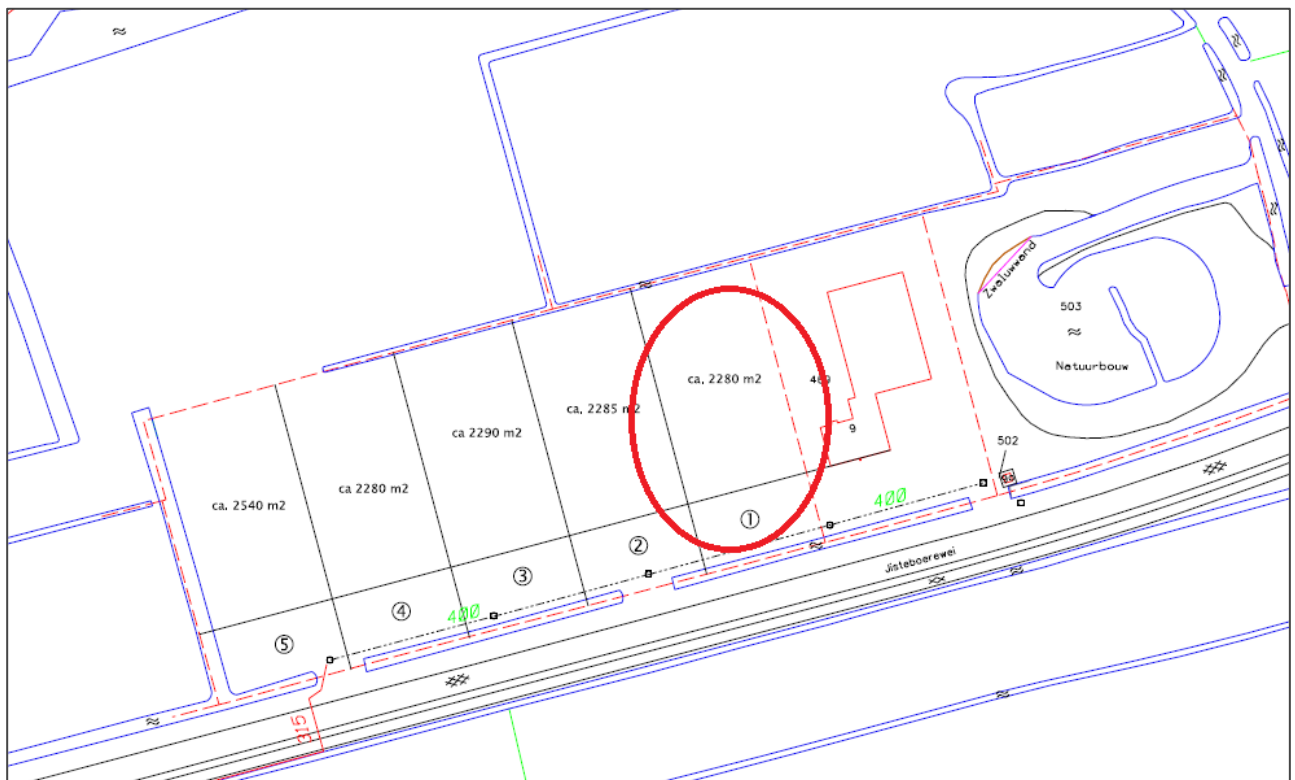 Zwaluwwand
503
Natuurbouw
ca, 2280 m2
469
ca, 2285 m2
9
ca 2290 m2
502
ca 2280 m2
400
ca. 2540 m2
①
②
Jisteboerewei
③
④
400
⑤
315